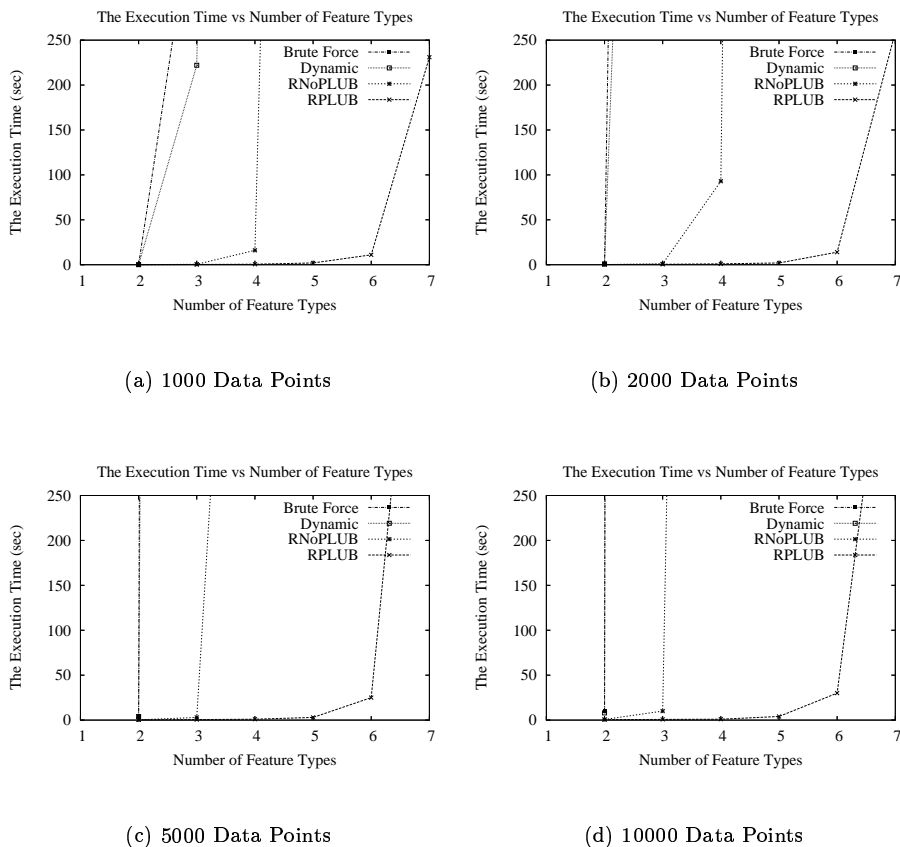 The Execution Time vs Number of Feature Types
250
200
150
100
50
0
1 2 3 4 5 6 7
The Execution Time (sec)
Number of Feature Types
Brute Force
Dynamic
RNoPLUB
RPLUB
(a) 1000 Data Points
The Execution Time vs Number of Feature Types
250
200
150
100
50
0
1 2 3 4 5 6 7
The Execution Time (sec)
Number of Feature Types
Brute Force
Dynamic
RNoPLUB
RPLUB
(b) 2000 Data Points
The Execution Time vs Number of Feature Types
250
200
150
100
50
0
1 2 3 4 5 6 7
The Execution Time (sec)
Number of Feature Types
Brute Force
Dynamic
RNoPLUB
RPLUB
(c) 5000 Data Points
The Execution Time vs Number of Feature Types
250
200
150
100
50
0
1 2 3 4 5 6 7
The Execution Time (sec)
Number of Feature Types
Brute Force
Dynamic
RNoPLUB
RPLUB
(d) 10000 Data Points